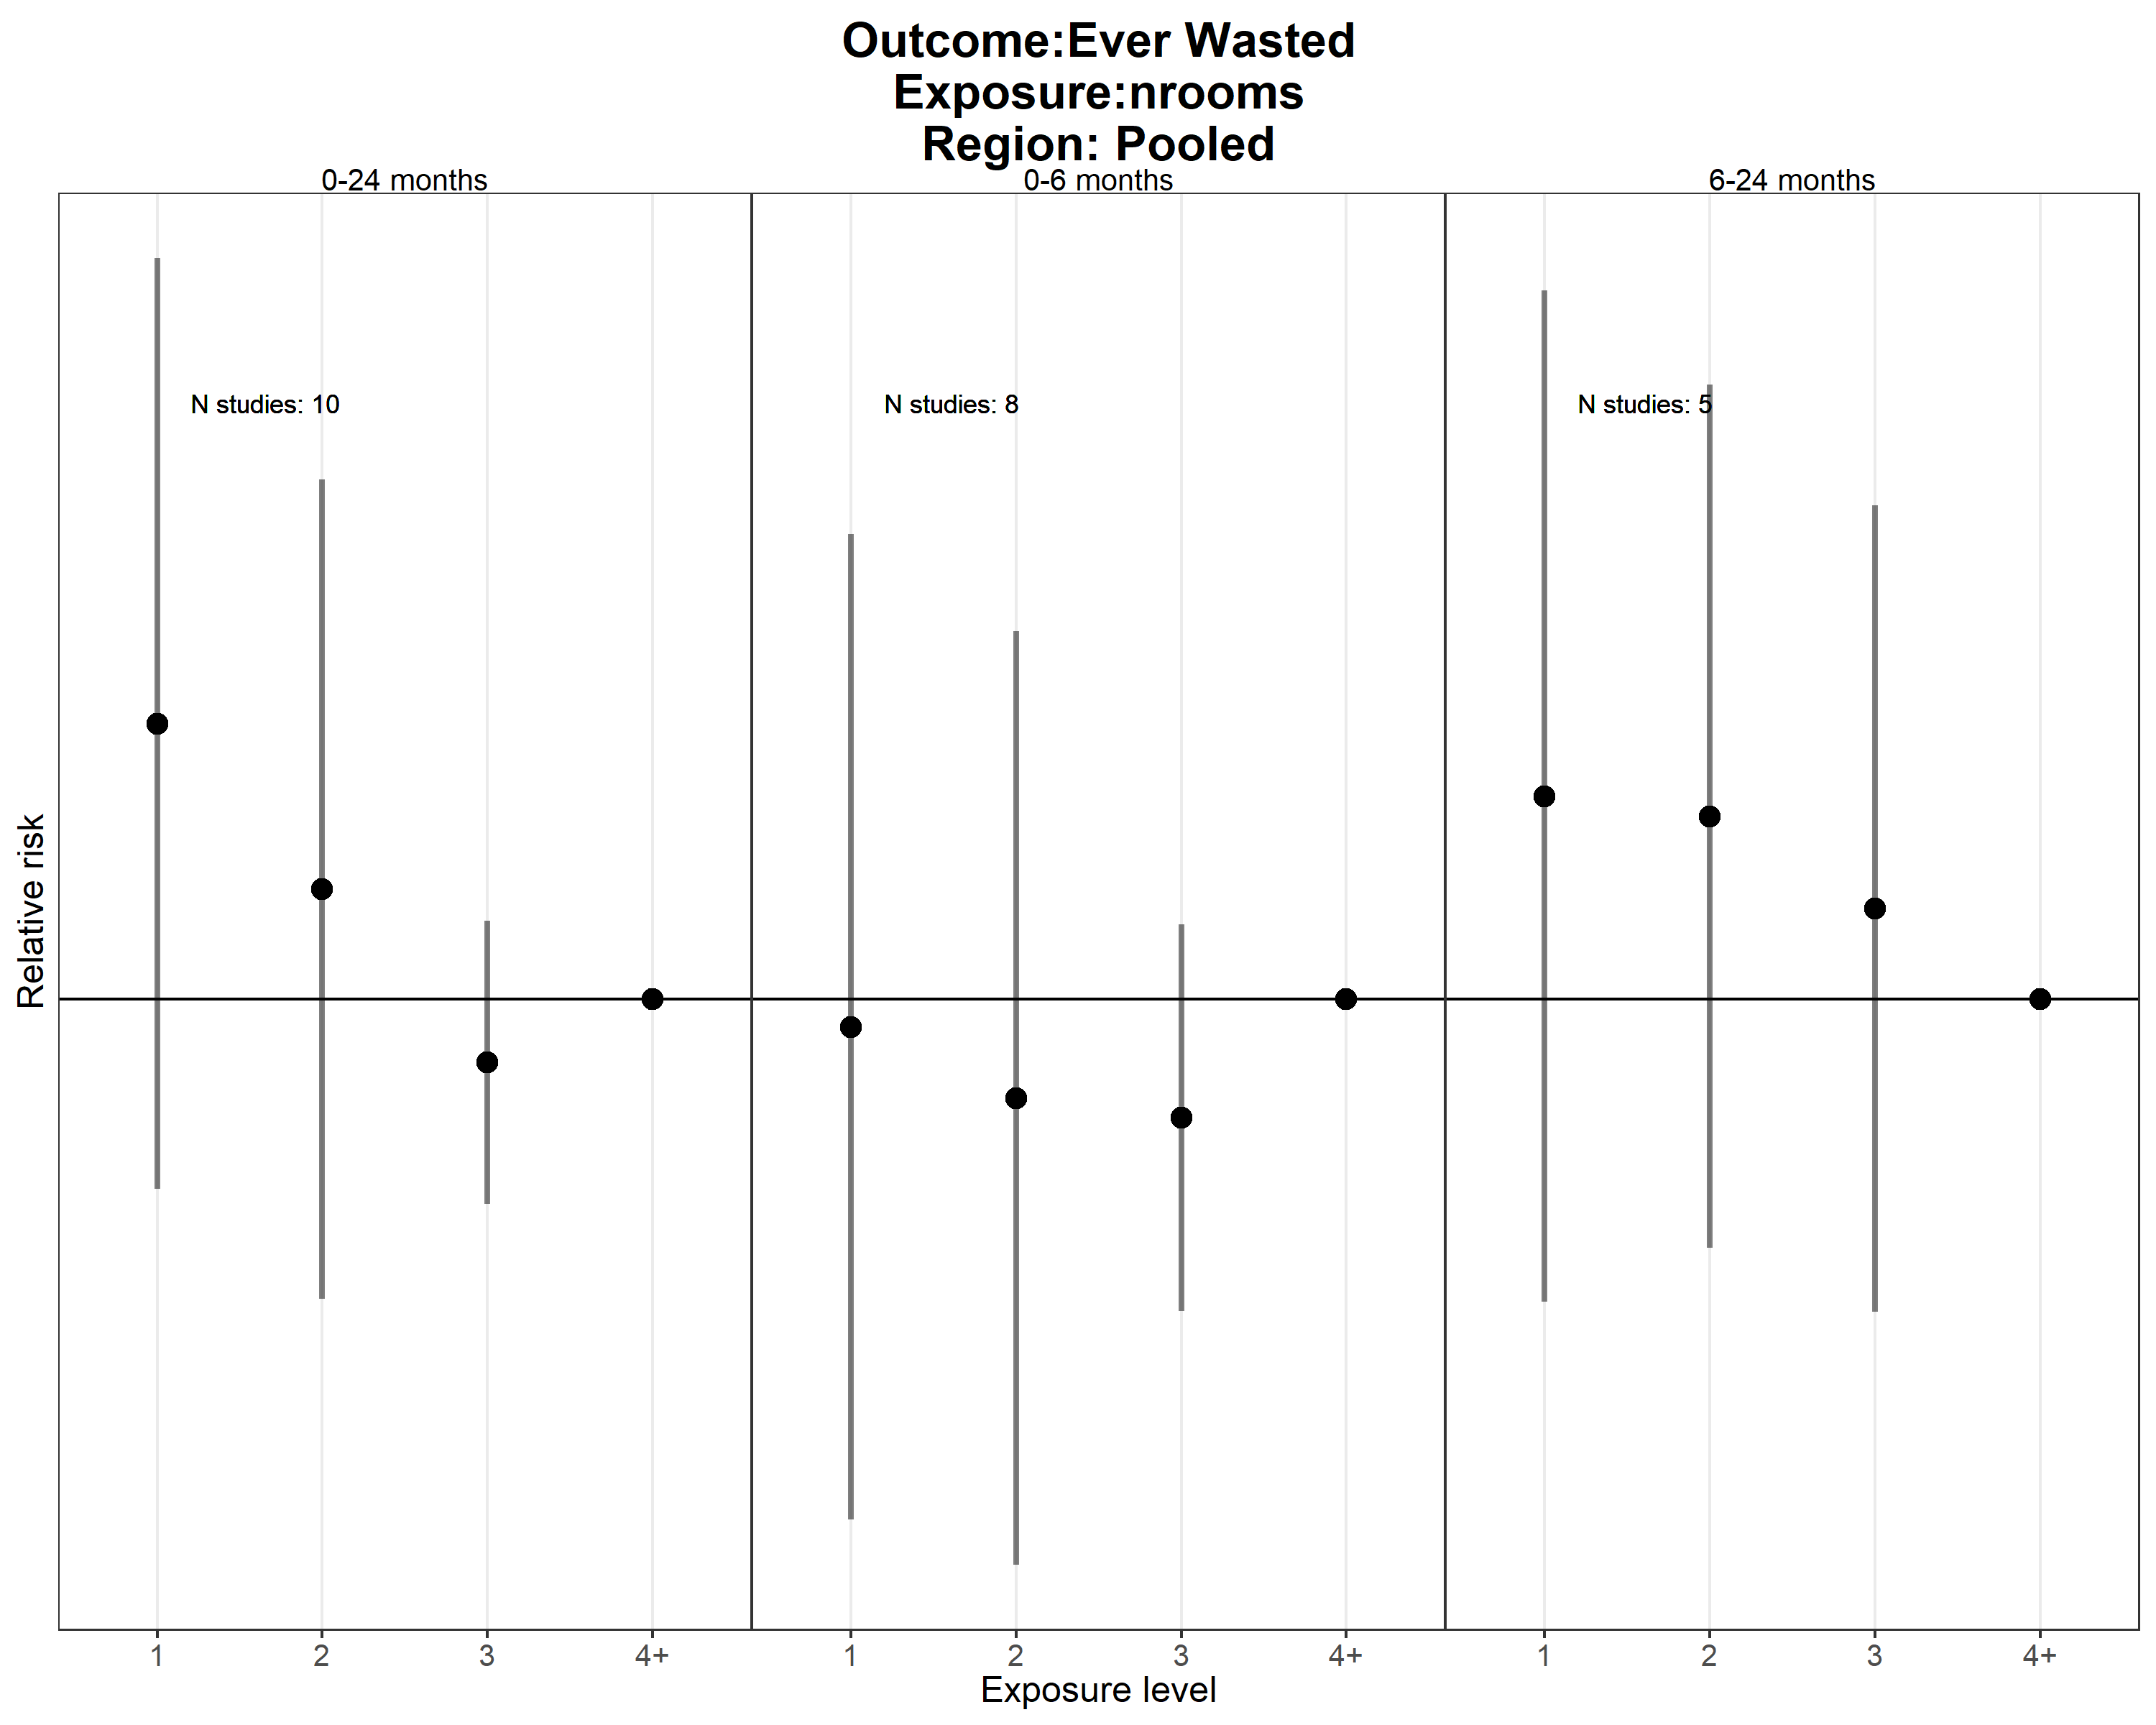 Outcome:Ever Wasted
Exposure:nrooms
Region: Pooled
0-24 months
0-6 months
6-24 months
N studies: 10
N studies: 8
N studies: 5
Relative risk
1 2 3 4+ 1 2 3 4+ 1 2 3 4+
Exposure level